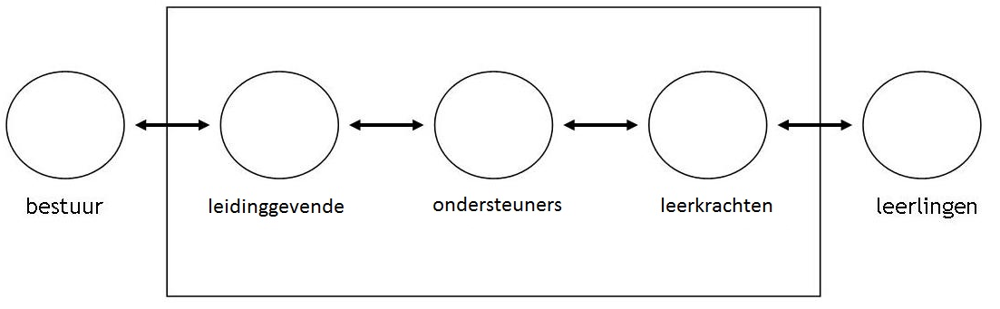 bestuur
leidinggevende
ondersteuners
leerkrachten
leerlingen